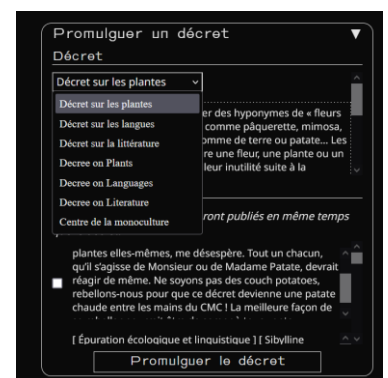 Promulguer un décret ▼
Décret
Décret sur les plantes
Décret sur les plantes
Décret sur les langues
Décret sur la littérature
Decree on Plants
Decree on Languages
Decree on Literature
Centre de la monoculture
er des hyponymes de « fleurs
comme pâquerette, mimosa,
omme de terre ou patate... Les
re une fleur, une plante ou un
leur inutilité suite à la
ront publiés en même temps
plantes elles-mêmes, me désespère. Tout un chacun,
qu'il s'agisse de Monsieur ou de Madame Patate, devrait
réagir de même. Ne soyons pas des couch potatoes,
rebellons-nous pour que ce décret devienne une patate
chaude entre les mains du CMC ! La meilleure façon de
[ Épuration écologique et linguistique ] [ Sibylline
Promulguer le décret